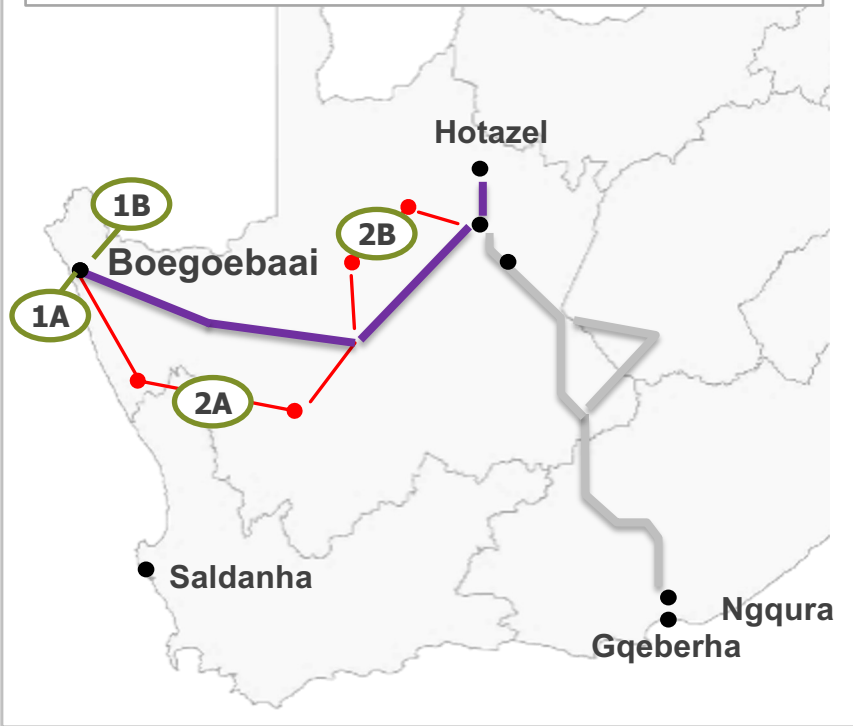 Hotazel
1B
2B
Boegoebaai
1A
2A
Saldanha
Ngqura
Gqeberha